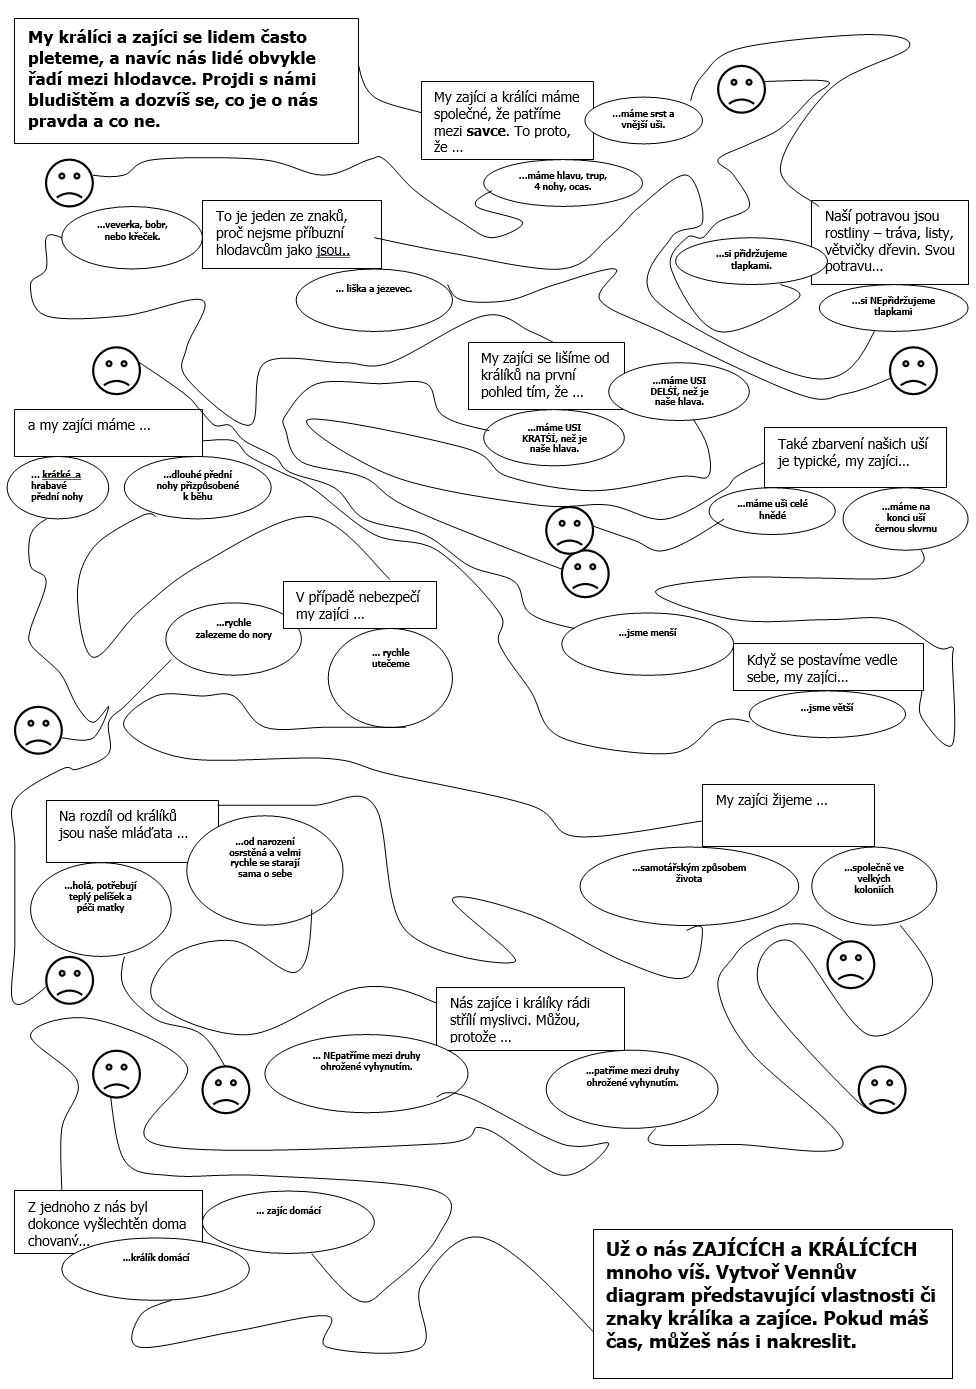 My králíci a zajíci se lidem často
pleteme, a navíc nás lidé obvykle
řadí mezi hlodavce. Projdi s námi
bludištěm a dozvíš se, co je o nás
pravda a co ne.
My zajíci a králíci máme
společné, že patříme
mezi savce. To proto,
že ...
...máme srst a
vnější uši.
...máme hlavu, trup,
4 nohy, ocas.
...veverka, bobr,
nebo křeček.
To je jeden ze znaků,
proč nejsme příbuzní
hlodavcům jako jsou..
... liška a jezevec.
Naší potravou jsou
rostliny – tráva, listy,
větvičky dřevin. Svou
potravu...
...si přidržujeme
tlapkami.
...si NEpřidržujeme
tlapkami
My zajíci se lišíme od
králíků na první
pohled tím, že ...
...máme USI
DELŠÍ, než je
naše hlava.
...máme USI
KRATŠÍ, než je
naše hlava.
a my zajíci máme ...
... krátké a
hrabavé
přední nohy
...dlouhé přední
nohy přizpůsobené
k běhu
Také zbarvení našich uší
je typické, my zajíci...
...máme uši celé
hnědé
...máme na
konci uší
černou skvrnu
V případě nebezpečí
my zajíci ...
...rychle
zalezeme do nory
... rychle
utečeme
...jsme menší
Když se postavíme vedle
sebe, my zajíci...
...jsme větší
Na rozdíl od králíků
jsou naše mláďata ...
...od narození
osrstěná a velmi
rychle se starají
sama o sebe
...holá, potřebují
teplý pelíšek a
péči matky
My zajíci žijeme ...
...samotářským způsobem
života
...společně ve
velkých
koloniích
Nás zajíce i králíky rádi
střílí myslivci. Můžou,
protože ...
... NEpatříme mezi druhy
ohrožené vyhynutím.
...patříme mezi druhy
ohrožené vyhynutím.
Z jednoho z nás byl
dokonce vyšlechtěn doma
chovaný...
... zajíc domácí
...králík domácí
Už o nás ZAJÍCÍCH a KRÁLÍCÍCH
mnoho víš. Vytvoř Vennův
diagram představující vlastnosti či
znaky králíka a zajíce. Pokud máš
čas, můžeš nás i nakreslit.